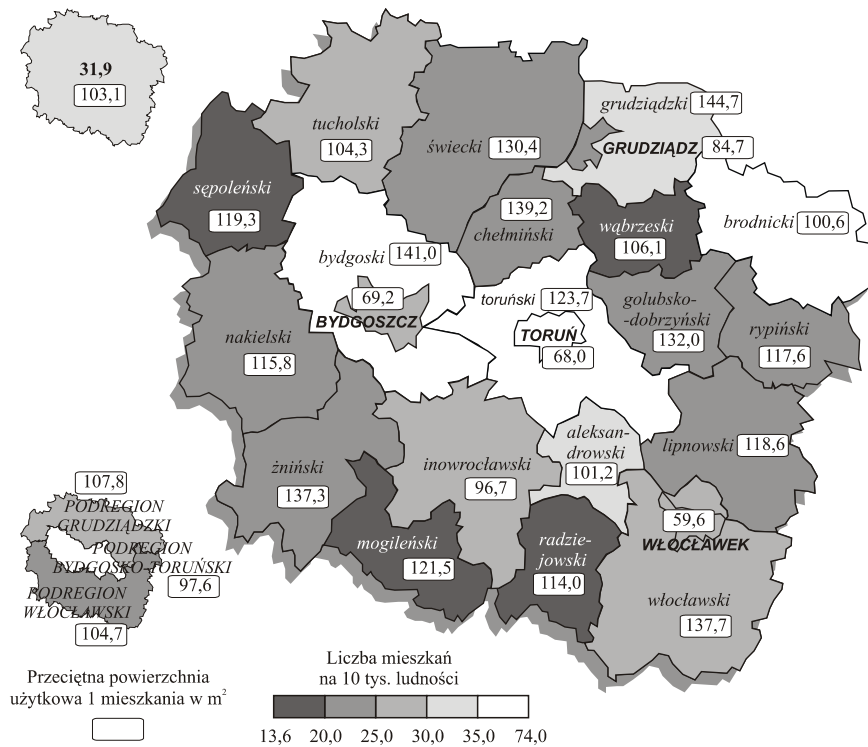 31,9
103,1
tucholski
104,3
świecki 130,4
grudziądzki 144,7
GRUDZIĄDZ 84,7
sępoleński
119,3
139,2
chełmiński
wąbrzeski
106,1
brodnicki 100,6
bydgoski 141,0
69,2
BYDGOSZCZ
toruński 123,7
TORUŃ
68,0
golubsko-
-dobrzyński
132,0
rypiński
117,6
nakielski
115,8
aleksan-
drowski
101,2
lipnowski 118,6
żniński
137,3
inowrocławski
96,7
59,6
WŁOCŁAWEK
mogileński
121,5
radzie-
jowski
114,0
włocławski
137,7
107,8
PODREGION
GRUDZIĄDZKI
PODREGION
BYDGOSKO-TORUŃSKI
97,6
PODREGION
WŁOCŁAWSKI
104,7
Przeciętna powierzchnia
użytkowa 1 mieszkania w m²
Liczba mieszkań
na 10 tys. ludności
13,6 20,0 25,0 30,0 35,0 74,0